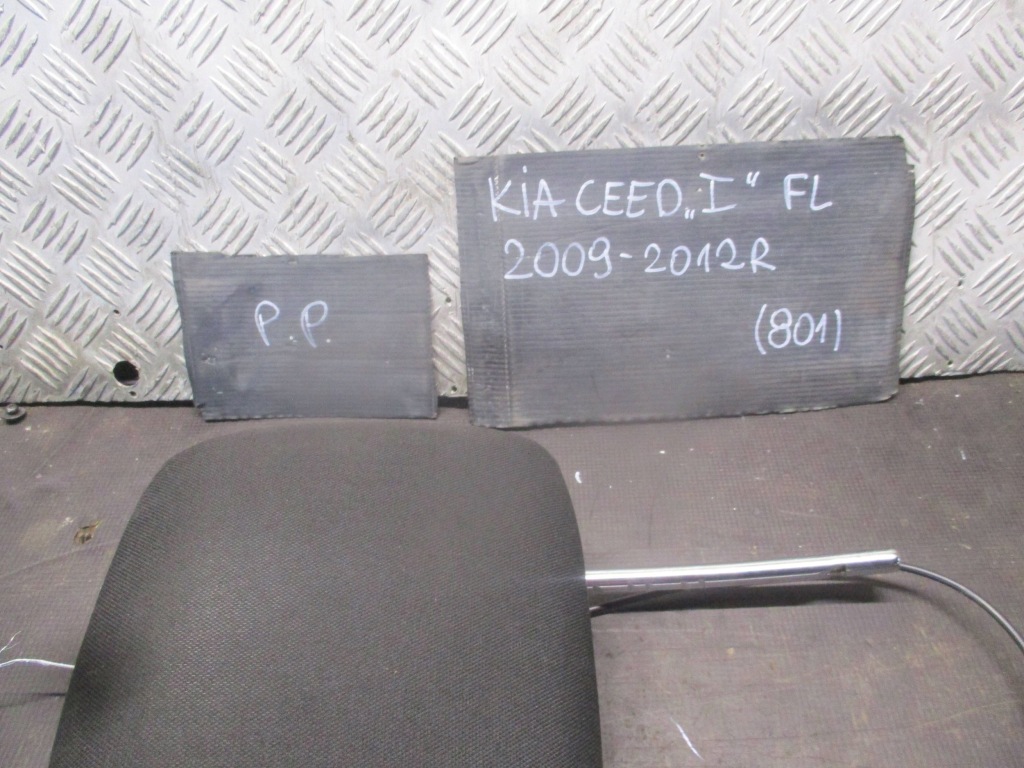 P.P.
KiA CEED „I" FL
2009-2012R
(801)